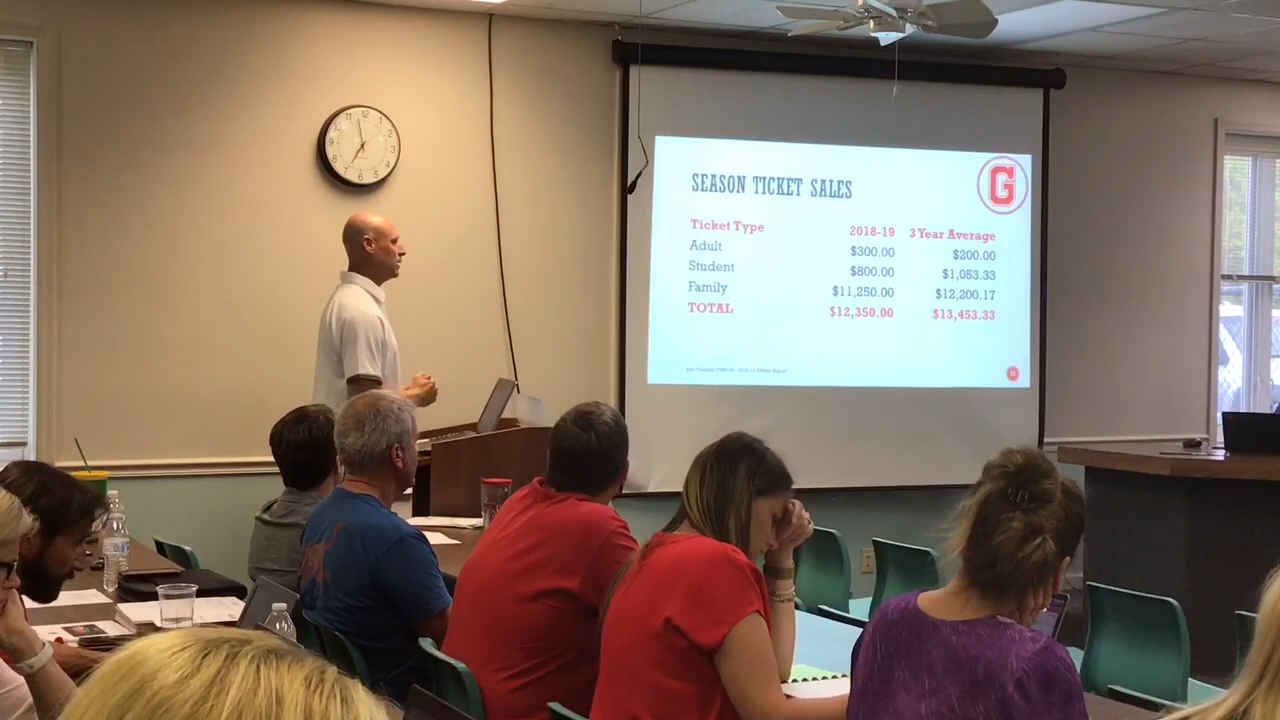 SEASON TICKET SALES
G
Ticket Type 2018-19 3 Year Average
Adult $300.00 $200.00
Student $800.00 $1,053.33
Family $11,250.00 $12,200.17
TOTAL $12,350.00 $13,453.33